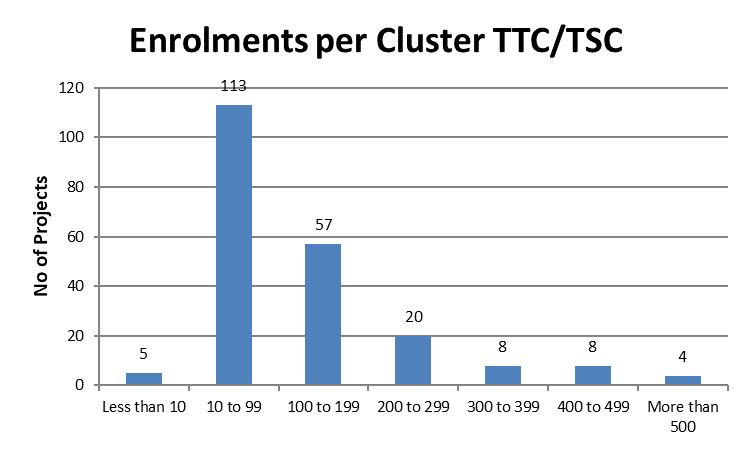 Enrolments per Cluster TTC/TSC
No of Projects
120
100
80
60
40
20
0
5
113
57
20
8
8
4
Less than 10
10 to 99
100 to 199
200 to 299
300 to 399
400 to 499
More than
500